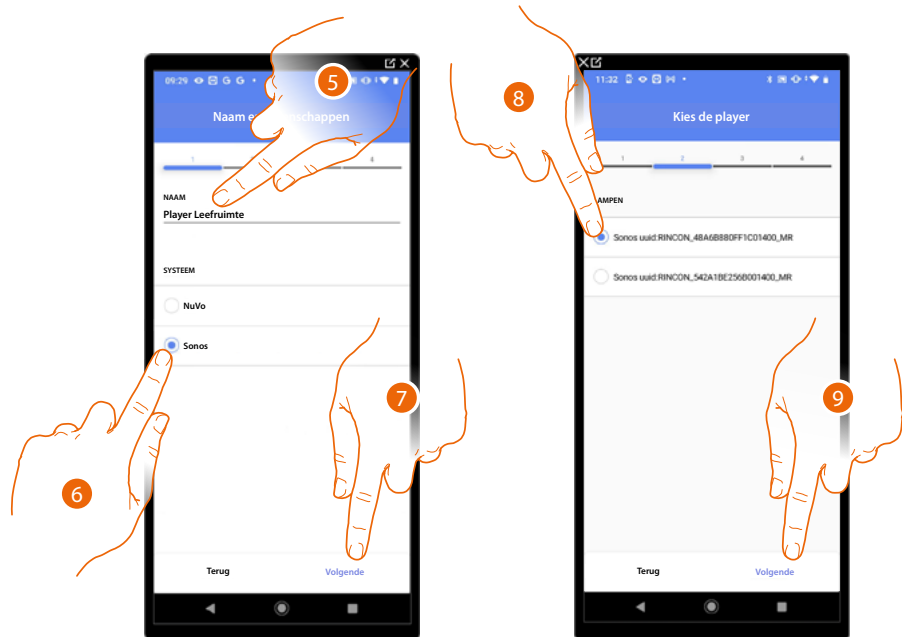 09:29 G G
5
Naam e nschappen
1 4
NAAM
Player Leefruimte
SYSTEEM
NuVo
Sonos
6
7
Terug Volgende
8
11:32
Kies de player
1 2 3 4
AMPEN
Sonos uuid:RINCON_48A6B880FF1C01400_MR
Sonos uuid:RINCON_542A1BE256B001400_MR
9
Terug Volgende